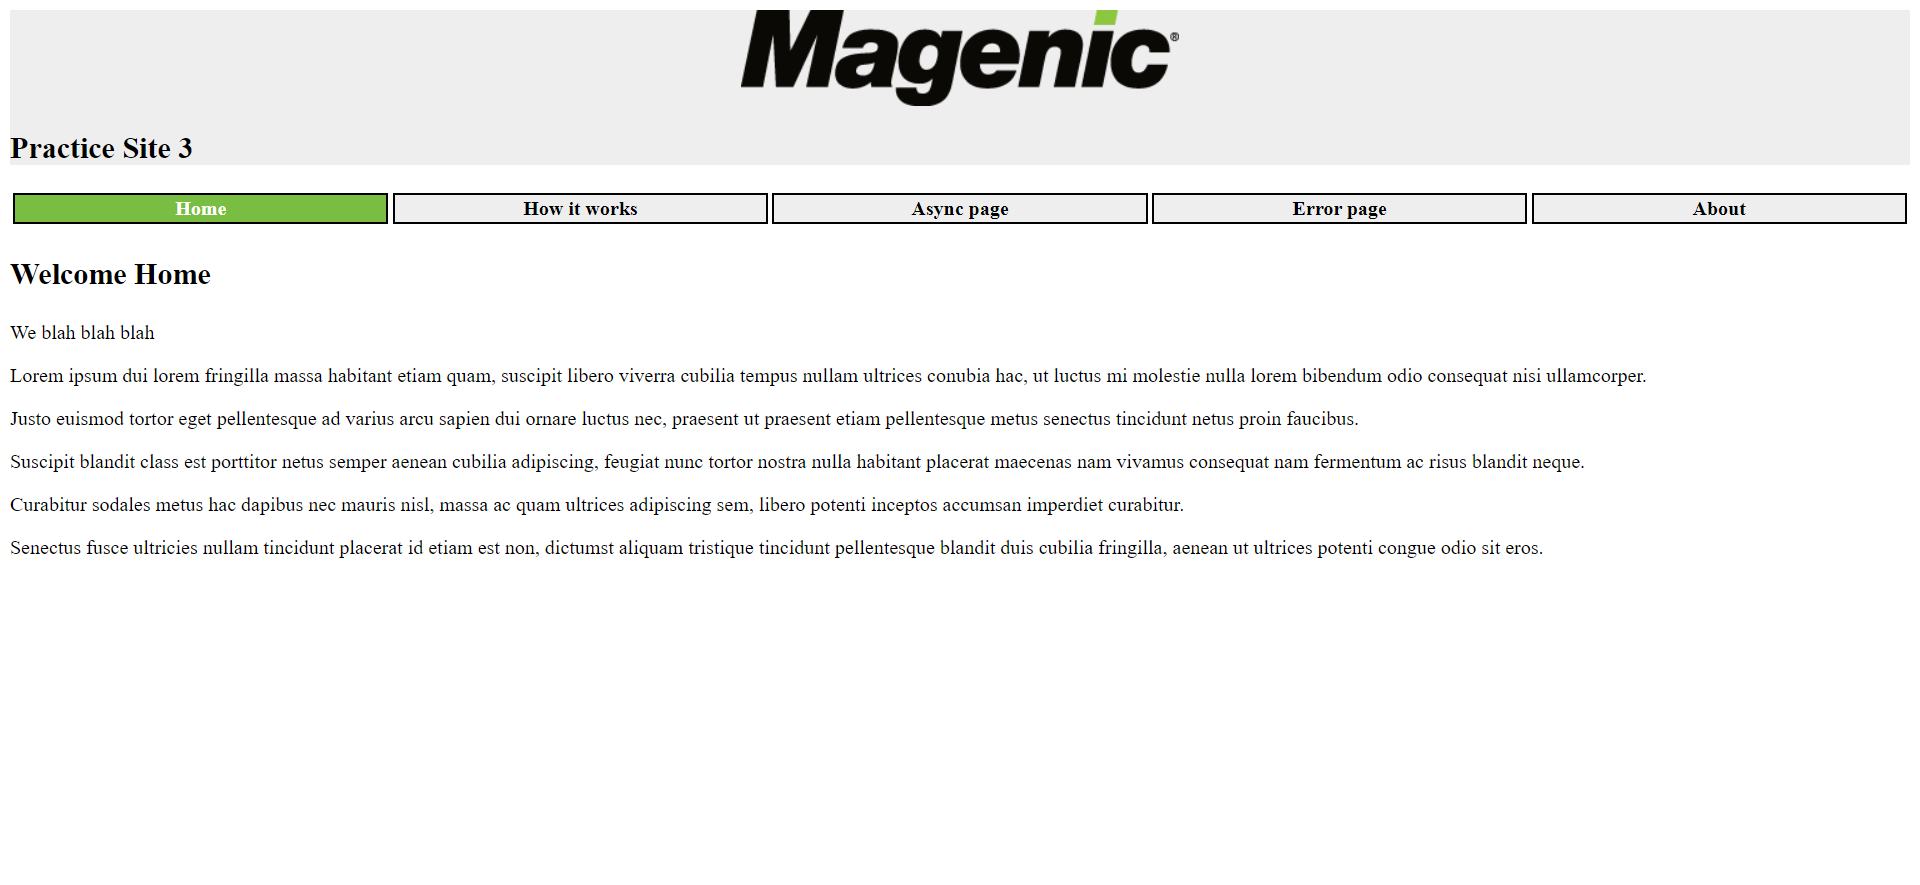 Magenic®
Practice Site 3
Home
How it works
Async page
Error page
About
Welcome Home
We blah blah blah
Lorem ipsum dui lorem fringilla massa habitant etiam quam, suscipit libero viverra cubilia tempus nullam ultrices conubia hac, ut luctus mi molestie nulla lorem bibendum odio consequat nisi ullamcorper.
Justo euismod tortor eget pellentesque ad varius arcu sapien dui ornare luctus nec, praesent ut praesent etiam pellentesque metus senectus tincidunt netus proin faucibus.
Suscipit blandit class est porttitor netus semper aenean cubilia adipiscing, feugiat nunc tortor nostra nulla habitant placerat maecenas nam vivamus consequat nam fermentum ac risus blandit neque.
Curabitur sodales metus hac dapibus nec mauris nisl, massa ac quam ultrices adipiscing sem, libero potenti inceptos accumsan imperdiet curabitur.
Senectus fusce ultricies nullam tincidunt placerat id etiam est non, dictumst aliquam tristique tincidunt pellentesque blandit duis cubilia fringilla, aenean ut ultrices potenti congue odio sit eros.